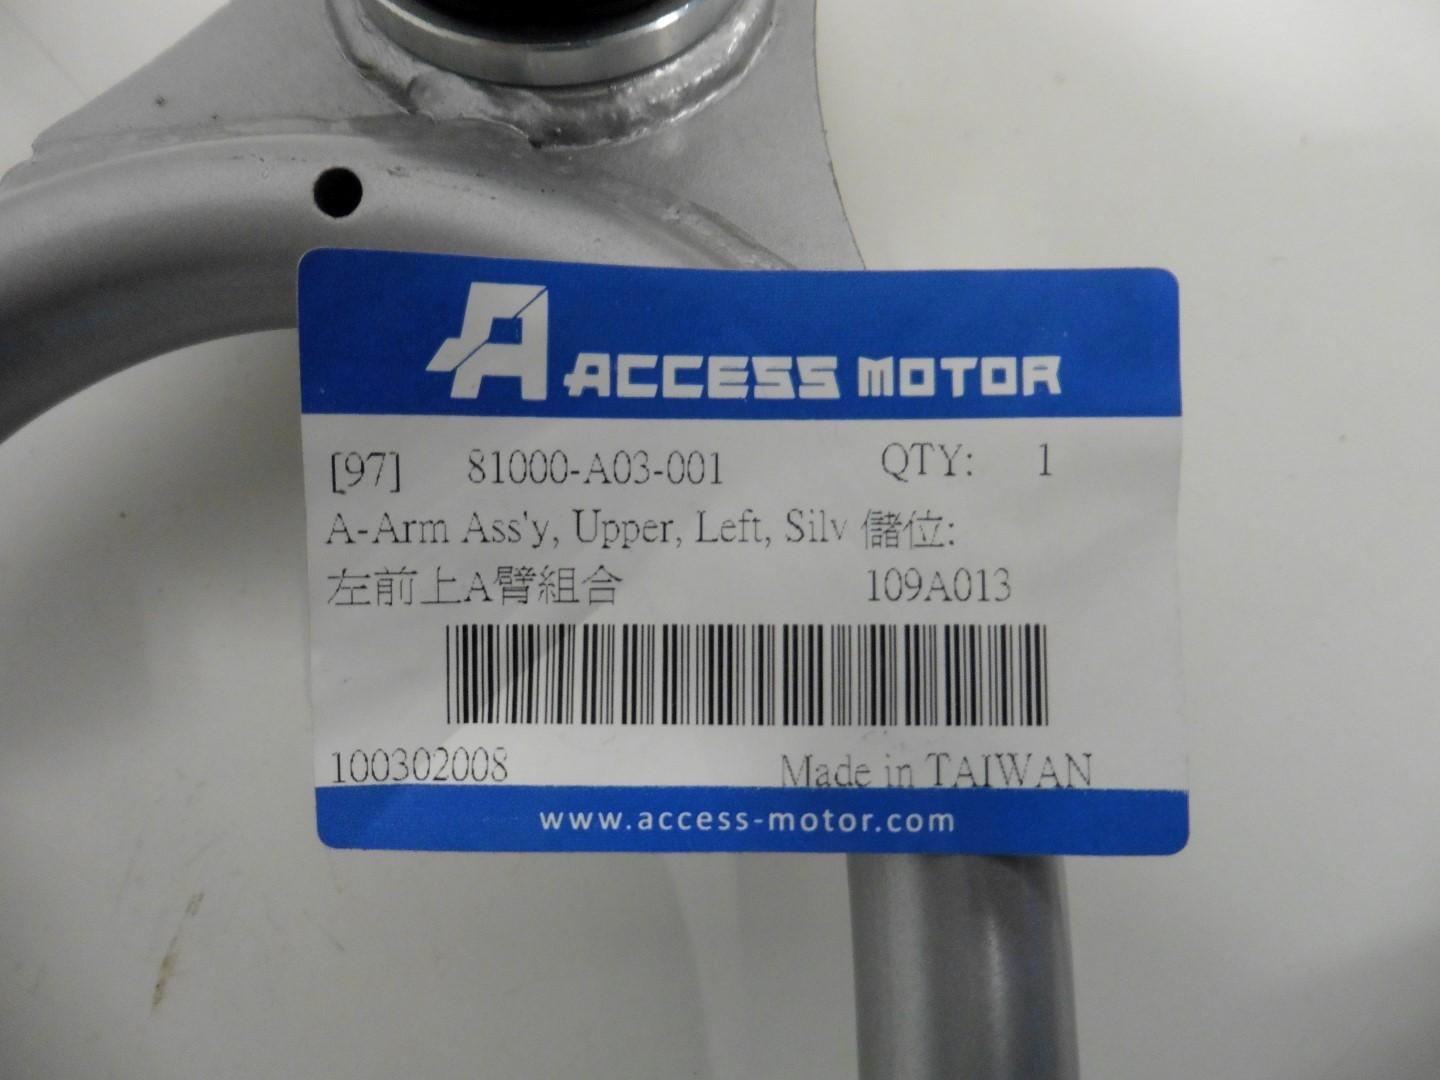 A ACCESS MOTOR
[97] 81000-A03-001 QTY: 1
A-Arm Ass'y, Upper, Left, Silv 儲位:
左前上A臂組合 109A013
100302008 Made in TAIWAN
www.access-motor.com